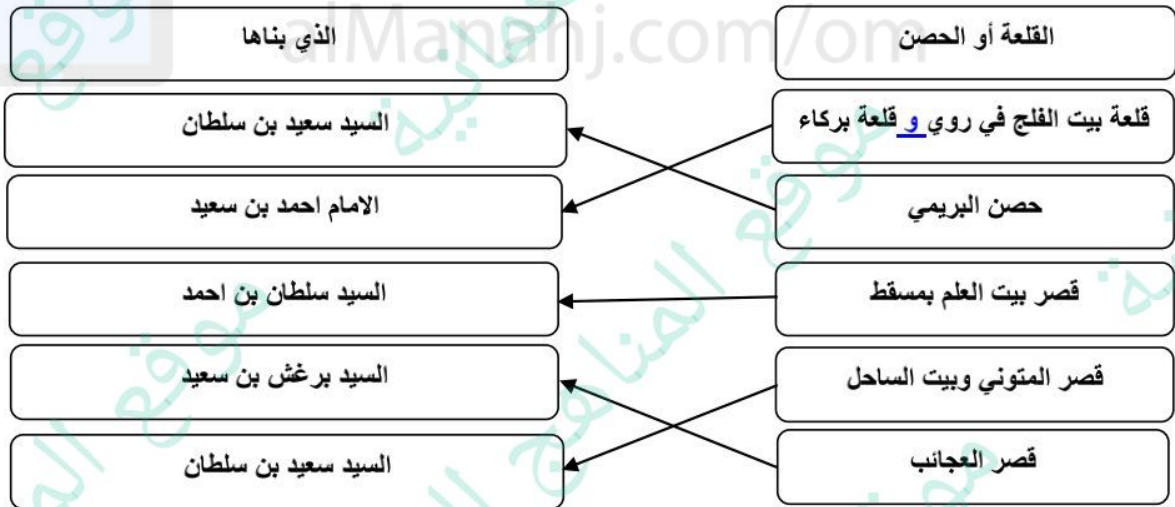 alManahj.com/om
القلعة أو الحصن
الذي بناها
قلعة بيت الفلج في روي و قلعة بركاء
السيد سعيد بن سلطان
حصن البريمي
الامام احمد بن سعيد
قصر بيت العلم بمسقط
السيد سلطان بن احمد
قصر المتوني وبيت الساحل
السيد برغش بن سعيد
قصر العجائب
السيد سعيد بن سلطان
موقع المناهج